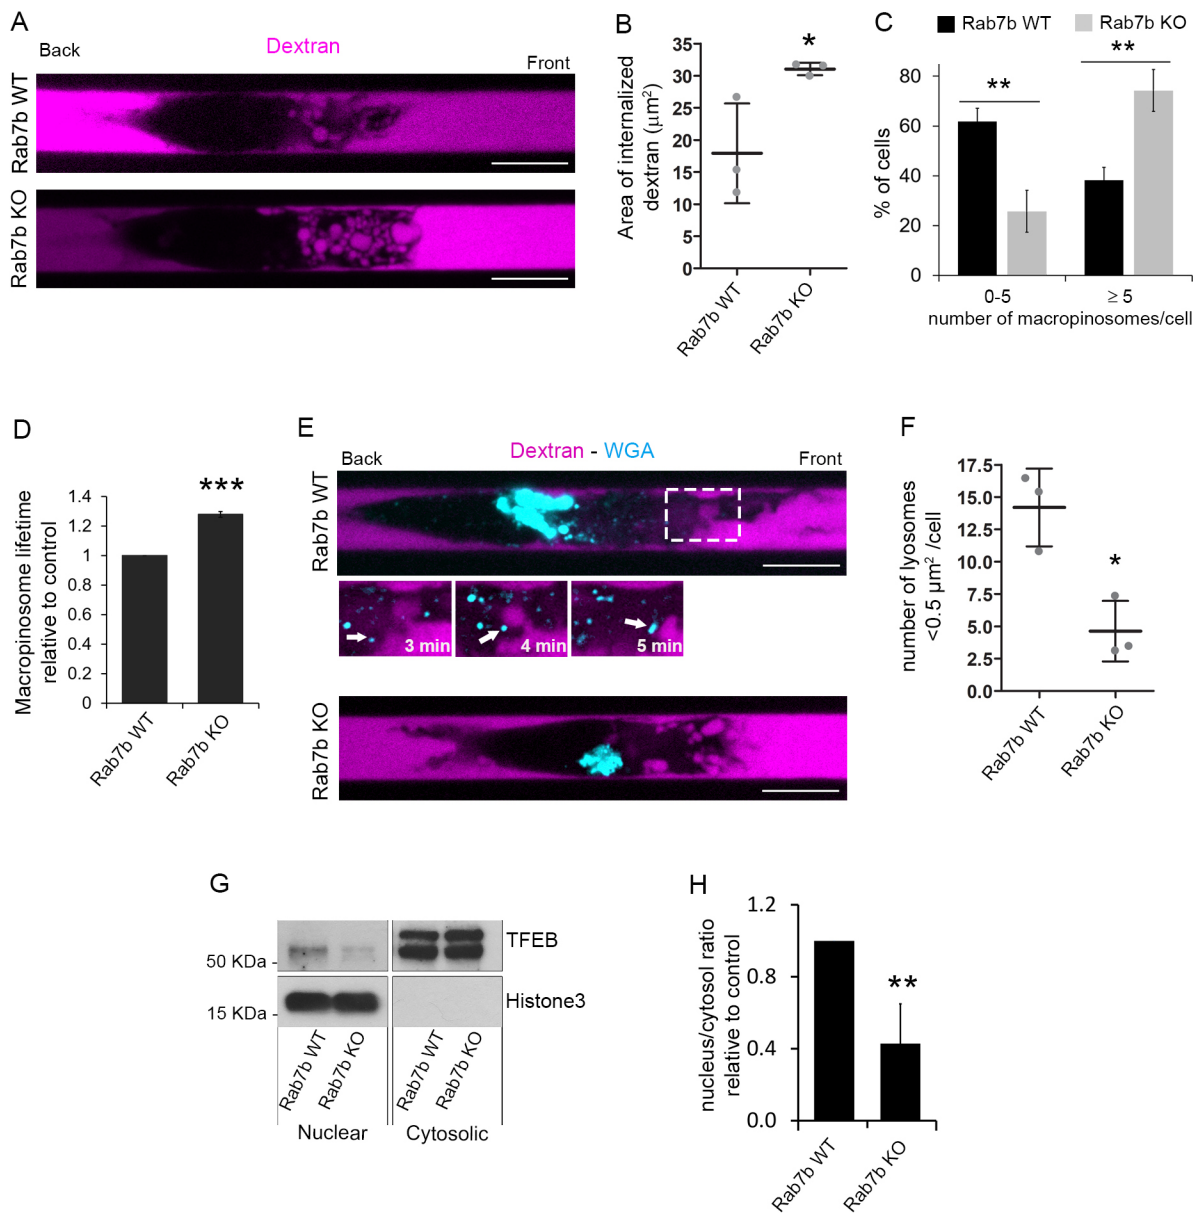 A
Back
Dextran
Front
Rab7b WT
Rab7b KO
B
Area of internalized
dextran (μm²)
35
30
25
20
15
10
5
0
*
Rab7b WT
Rab7b KO
C
Rab7b WT
Rab7b KO
% of cells
80
60
40
20
0
**
**
0-5
≥ 5
number of macropinosomes/cell
D
Macropinosome lifetime
relative to control
1.4
1.2
1
0.8
0.6
0.4
0.2
0
***
Rab7b WT
Rab7b KO
E
Dextran - WGA
Back
Front
Rab7b WT
3 min
4 min
5 min
Rab7b KO
F
number of lyosomes
<0.5 μm² /cell
17.5
15.0
12.5
10.0
7.5
5.0
2.5
0.0
*
Rab7b WT
Rab7b KO
G
TFEB
50 KDa -
Histone3
15 KDa -
Rab7b WT
Rab7b KO
Rab7b WT
Rab7b KO
Nuclear
Cytosolic
H
nucleus/cytosol ratio
relative to control
1.2
0.8
0.4
0.0
**
Rab7b WT
Rab7b KO